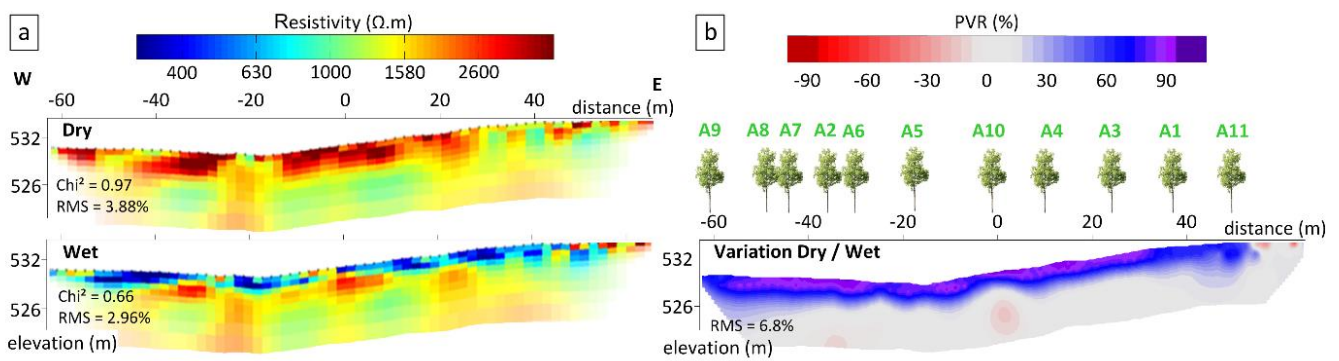 a
Resistivity (Ω.m)
400 630 1000 1580 2600
W
-60 -40 -20 0 20 40 distance (m)
532
Dry
526
Chi² = 0.97
RMS = 3.88%
532
Wet
526
Chi² = 0.66
RMS = 2.96%
elevation (m)
b
PVR (%)
-90 -60 -30 0 30 60 90
E
A9 A8 A7 A2 A6 A5 A10 A4 A3 A1 A11
-60 -40 -20 0 20 40 distance (m)
532
Variation Dry / Wet
526
RMS = 6.8%
elevation (m)